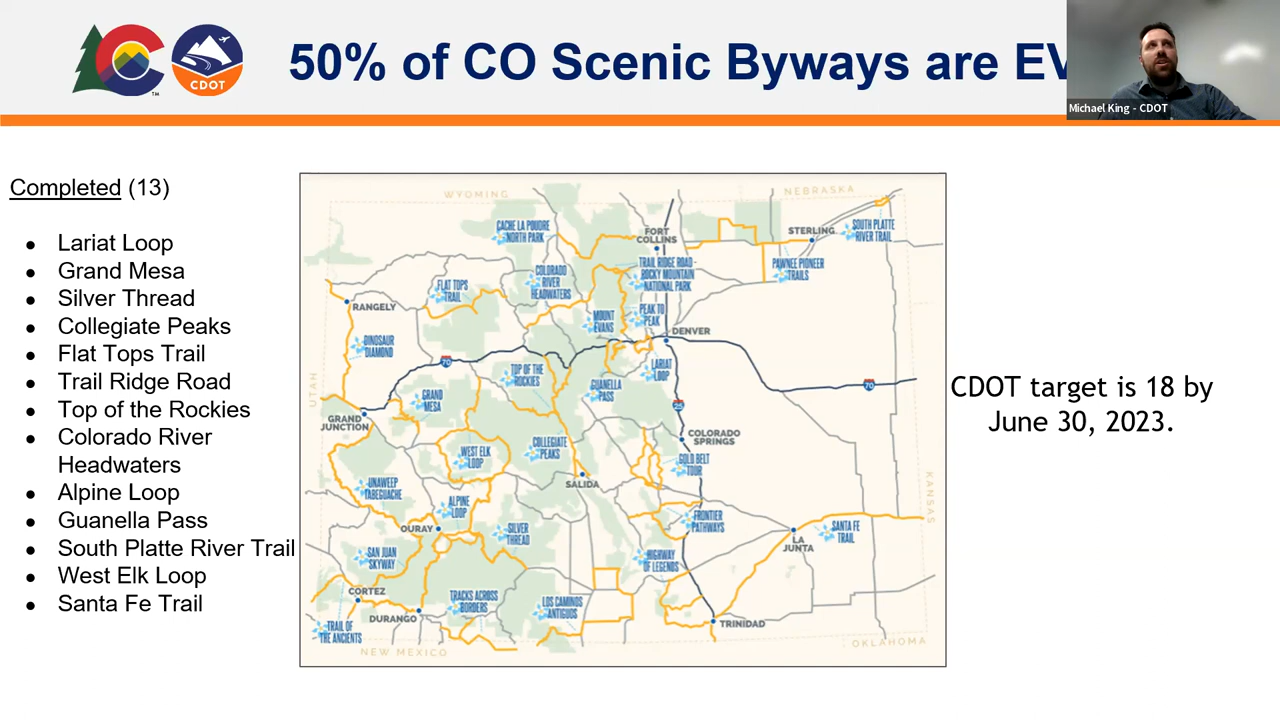 50% of CO Scenic Byways are EV
CDOT
TM
Michael King - CDOT
Completed (13)
● Lariat Loop
● Grand Mesa
● Silver Thread
● Collegiate Peaks
● Flat Tops Trail
● Trail Ridge Road
● Top of the Rockies
● Colorado River
Headwaters
● Alpine Loop
● Guanella Pass
● South Platte River Trail
● West Elk Loop
● Santa Fe Trail
WYOMING
NEBRASKA
CACHE LA POUDRE
NORTH PARK
FORT
COLLINS
STERLING
SOUTH PLATTE
RIVER TRAIL
TRAIL RIDGE ROAD -
ROCKY MOUNTAIN
NATIONAL PARK
PAWNEE PIONEER
TRAILS
COLORADO
RIVER
HEADWATERS
FLAT TOPS
TRAIL
RANGELY
MOUNT
EVANS
PEAK TO
PEAK
DENVER
DINOSAUR
DIAMOND
70
TOP OF THE
ROCKIES
LARIAT
LOOP
GUANELLA
PASS
70
UTAH
GRAND
MESA
25
GRAND
JUNCTION
COLORADO
SPRINGS
WEST ELK
LOOP
COLLEGIATE
PEAKS
GOLD BELT
TOUR
SALIDA
KANSAS
UNAWEEP
TABEGUACHE
ALPINE
LOOP
OURAY
SILVER
THREAD
FRONTIER
PATHWAYS
SANTA FE
TRAIL
LA
JUNTA
SAN JUAN
SKYWAY
HIGHWAY
OF LEGENDS
CORTEZ
TRACKS ACROSS
BORDERS
LOS CAMINOS
ANTIGUOS
DURANGO
TRINIDAD
TRAIL OF
THE ANCIENTS
NEW MEXICO
OKLAHOMA
CDOT target is 18 by
June 30, 2023.